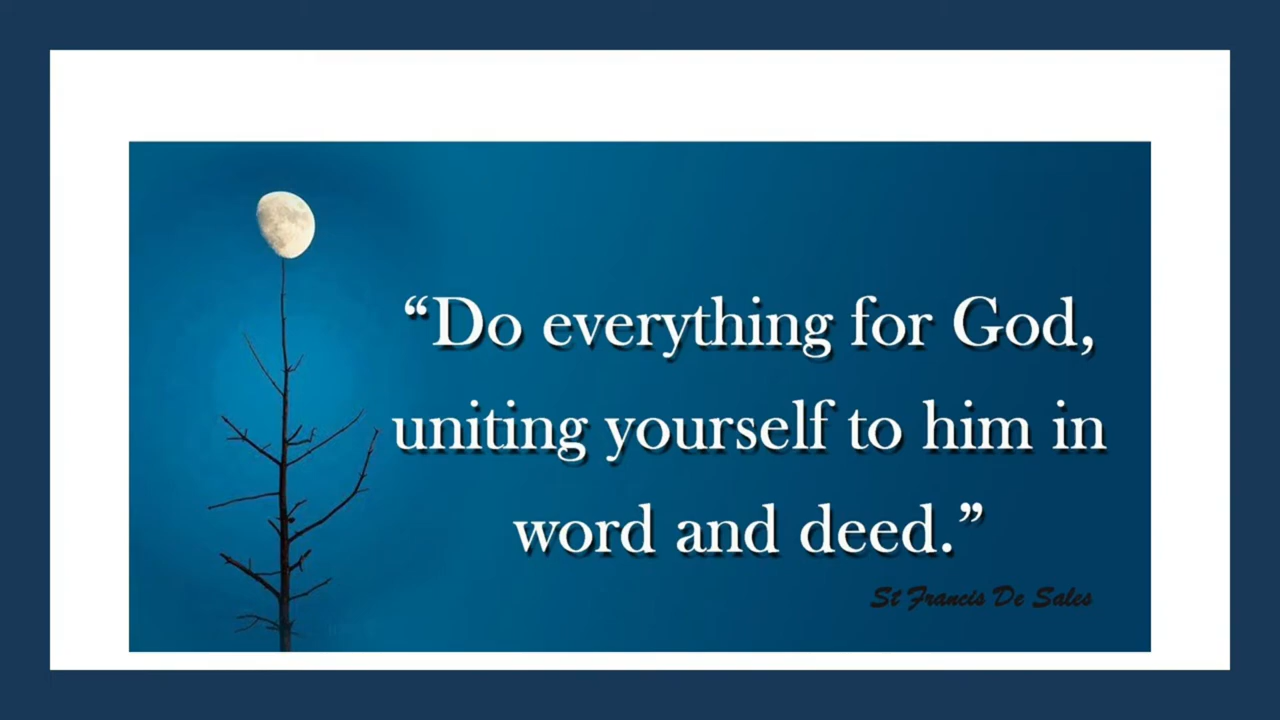 “Do everything for God,
uniting yourself to him in
word and deed.”
St Francis De Sales